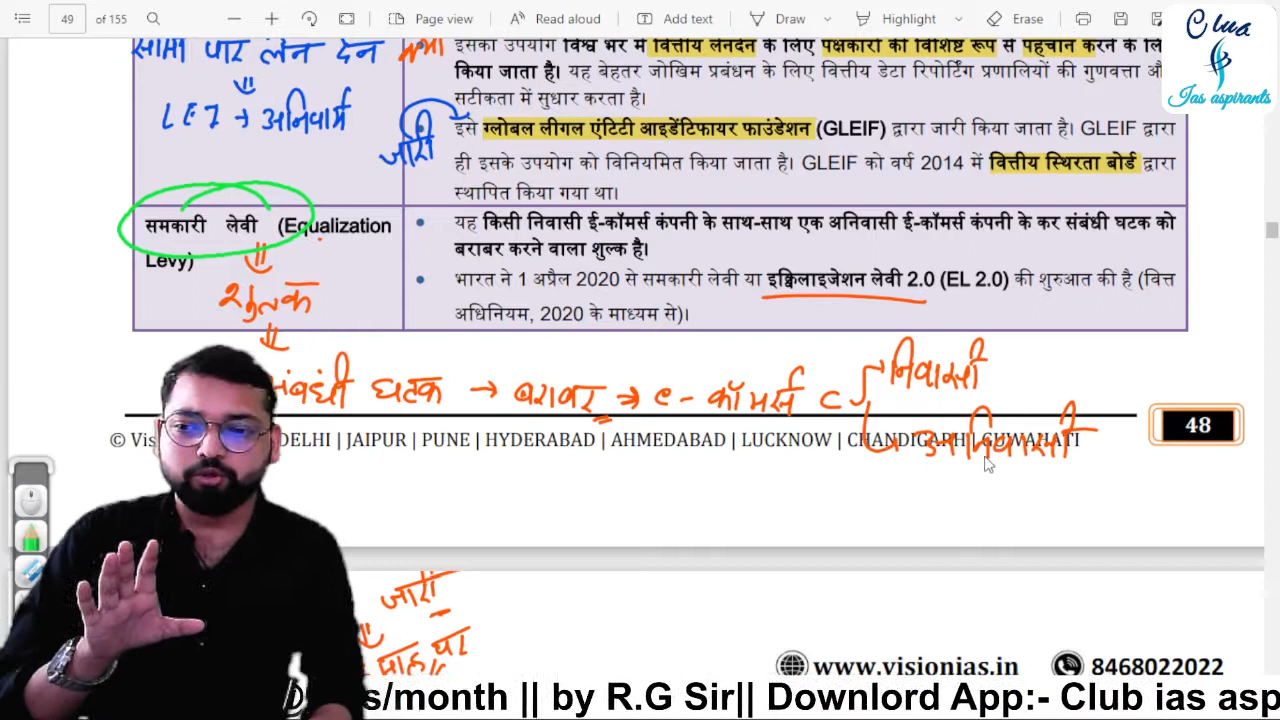 49 of 155 Page view Read aloud Add text Draw Highlight Erase
Clua
Ias aspirants
पार लेन देन
इसका उपयोग विश्व भर में वित्तीय लेनदेन के लिए पक्षकारों की विशिष्ट रूप से पहचान करने के लि
किया जाता है। यह बेहतर जोखिम प्रबंधन के लिए वित्तीय डेटा रिपोर्टिंग प्रणालियों की गुणवत्ता औ
सटीकता में सुधार करता है।
LEI → अनिवार्य
जारी
इसे ग्लोबल लीगल एंटिटी आइडेंटिफायर फाउंडेशन (GLEIF) द्वारा जारी किया जाता है। GLEIF द्वारा
ही इसके उपयोग को विनियमित किया जाता है। GLEIF को वर्ष 2014 में वित्तीय स्थिरता बोर्ड द्वारा
स्थापित किया गया था।
समकारी लेवी (Equalization
Levy)
शुल्क
• यह किसी निवासी ई-कॉमर्स कंपनी के साथ-साथ एक अनिवासी ई-कॉमर्स कंपनी के कर संबंधी घटक को
बराबर करने वाला शुल्क है।
• भारत ने 1 अप्रैल 2020 से समकारी लेवी या इक्विलाइजेशन लेवी 2.0 (EL 2.0) की शुरुआत की है (वित्त
अधिनियम, 2020 के माध्यम से)।
संबंधी घटक → बराबर → e-कॉमर्स C निवासी
अनिवासी
48
© Vis DELHI | JAIPUR | PUNE | HYDERABAD | AHMEDABAD | LUCKNOW | CHANDIGARH | GUWAHATI
जारी
www.visionias.in 8468022022
s/month || by R.G Sir|| Downlord App:- Club ias asp